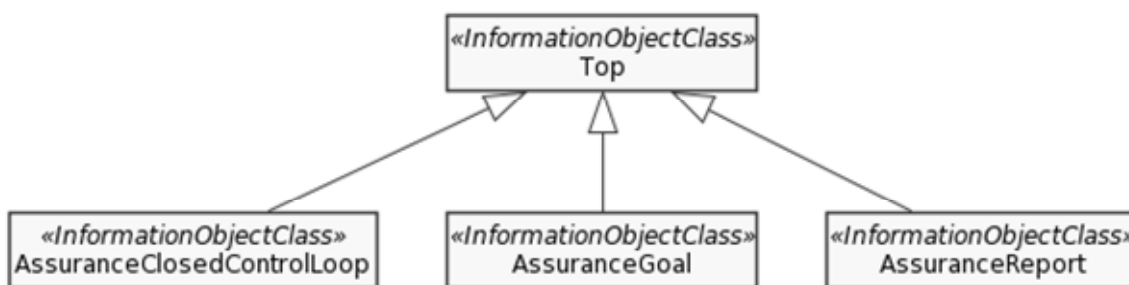 «InformationObjectClass»
Top
«InformationObjectClass»
AssuranceClosedControlLoop
«InformationObjectClass»
AssuranceGoal
«InformationObjectClass»
AssuranceReport